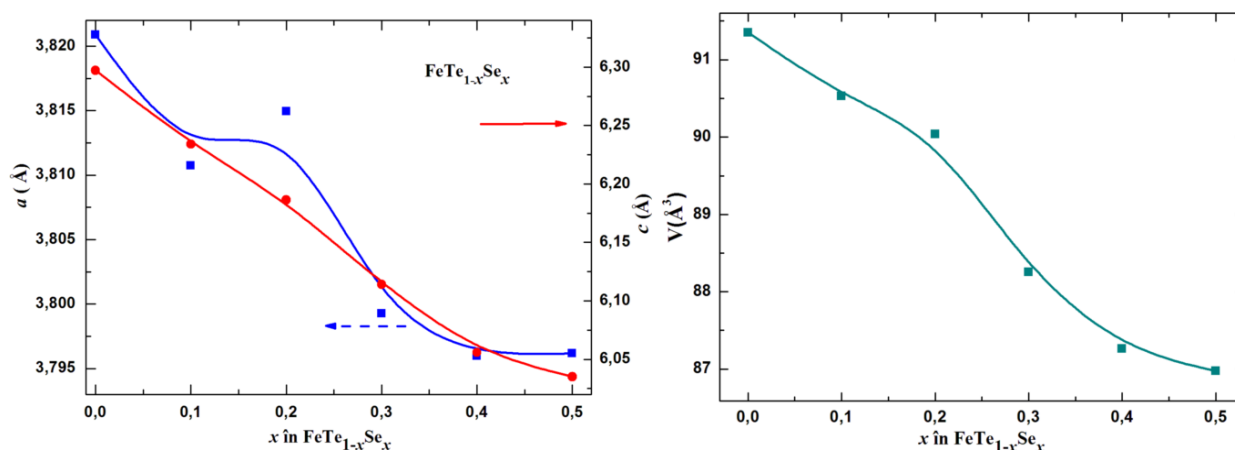 3,820
3,815
3,810
3,805
3,800
3,795
a ( Å)
FeTe1-xSex
6,30
6,25
6,20
6,15
6,10
6,05
c (Å)
0,0 0,1 0,2 0,3 0,4 0,5
x în FeTe1-xSex
91
90
89
88
87
V(Å3)
0,0 0,1 0,2 0,3 0,4 0,5
x în FeTe1-xSex